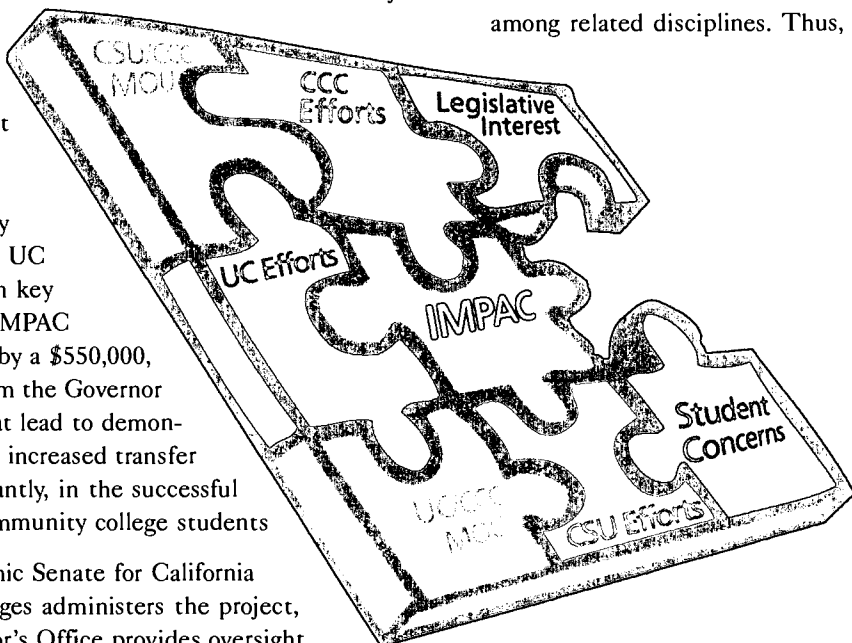 among related disciplines. Thus,
CSU/CCC
MOU
CCC
Efforts
Legislative
Interest
t
y
UC
UC Efforts
n key
MPAC
IMPAC
by a $550,000,
m the Governor
at lead to demon-
increased transfer
Student
Concerns
antly, in the successful
UC/CCC
MOU
CSU Efforts
mmunity college students
nic Senate for California
ges administers the project,
or's Office provides oversight